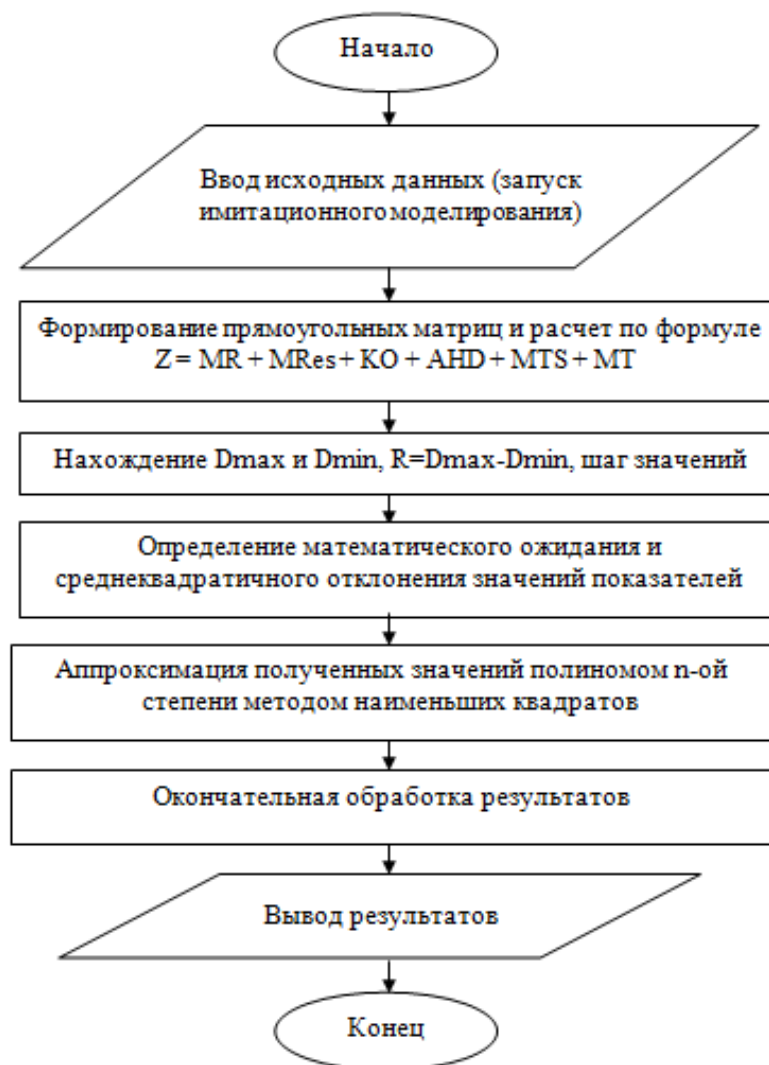 Начало
Ввод исходных данных (запуск
имитационного моделирования)
Формирование прямоугольных матриц и расчет по формуле
Z = MR + MRes + KO + AHD + MTS + MT
Нахождение Dmax и Dmin, R=Dmax-Dmin, шаг значений
Определение математического ожидания и
среднеквадратичного отклонения значений показателей
Аппроксимация полученных значений полиномом n-ой
степени методом наименьших квадратов
Окончательная обработка результатов
Вывод результатов
Конец